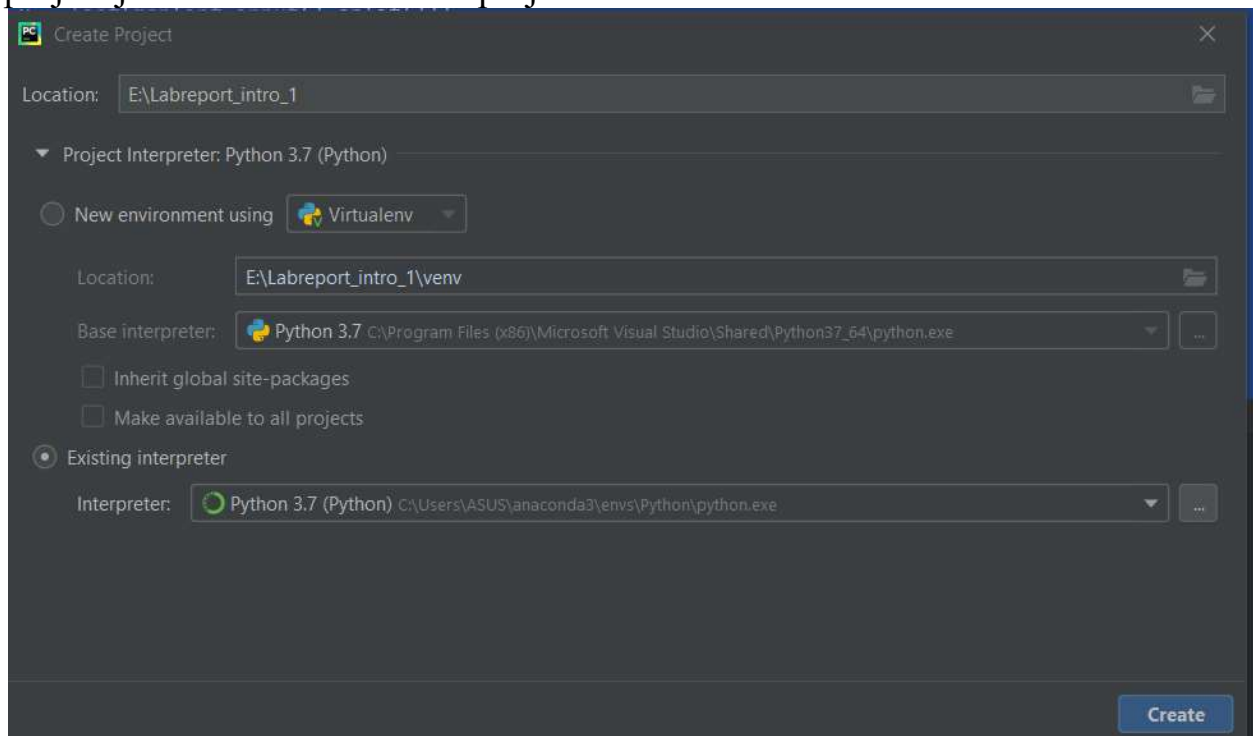 PC Create Project
Location: E:\Labreport_intro_1
Project Interpreter: Python 3.7 (Python)
New environment using Virtualenv
Location: E:\Labreport_intro_1\venv
Base interpreter: Python 3.7 C:\Program Files (x86)\Microsoft Visual Studio\Shared\Python37_64\python.exe ...
Inherit global site-packages
Make available to all projects
Existing interpreter
Interpreter: Python 3.7 (Python) C:\Users\ASUS\anaconda3\envs\Python\python.exe ...
Create